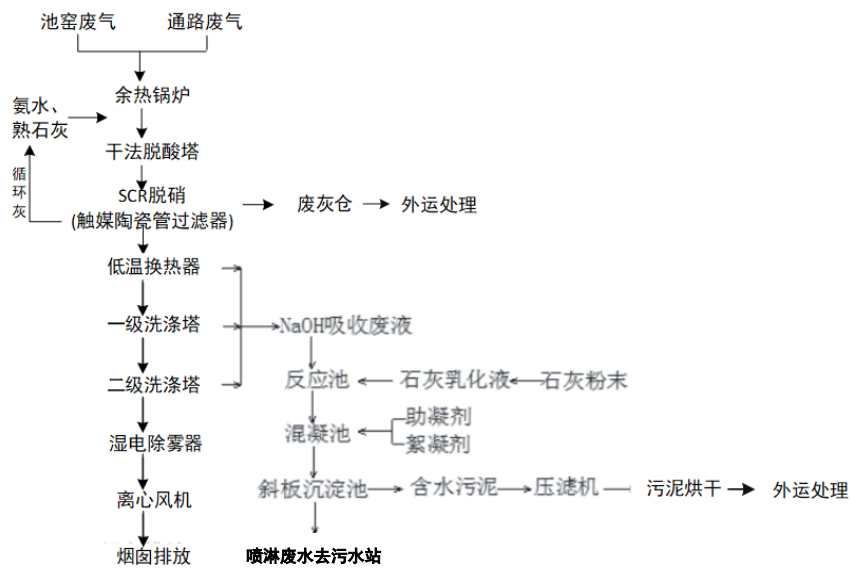 池窑废气
通路废气
余热锅炉
氨水、
熟石灰
干法脱酸塔
循
环
灰
SCR脱硝
(触媒陶瓷管过滤器)
废灰仓
外运处理
低温换热器
一级洗涤塔
NaOH吸收废液
二级洗涤塔
反应池
石灰乳化液
石灰粉末
湿电除雾器
混凝池
助凝剂
絮凝剂
离心风机
斜板沉淀池
含水污泥
压滤机
污泥烘干
外运处理
烟囱排放
喷淋废水去污水站